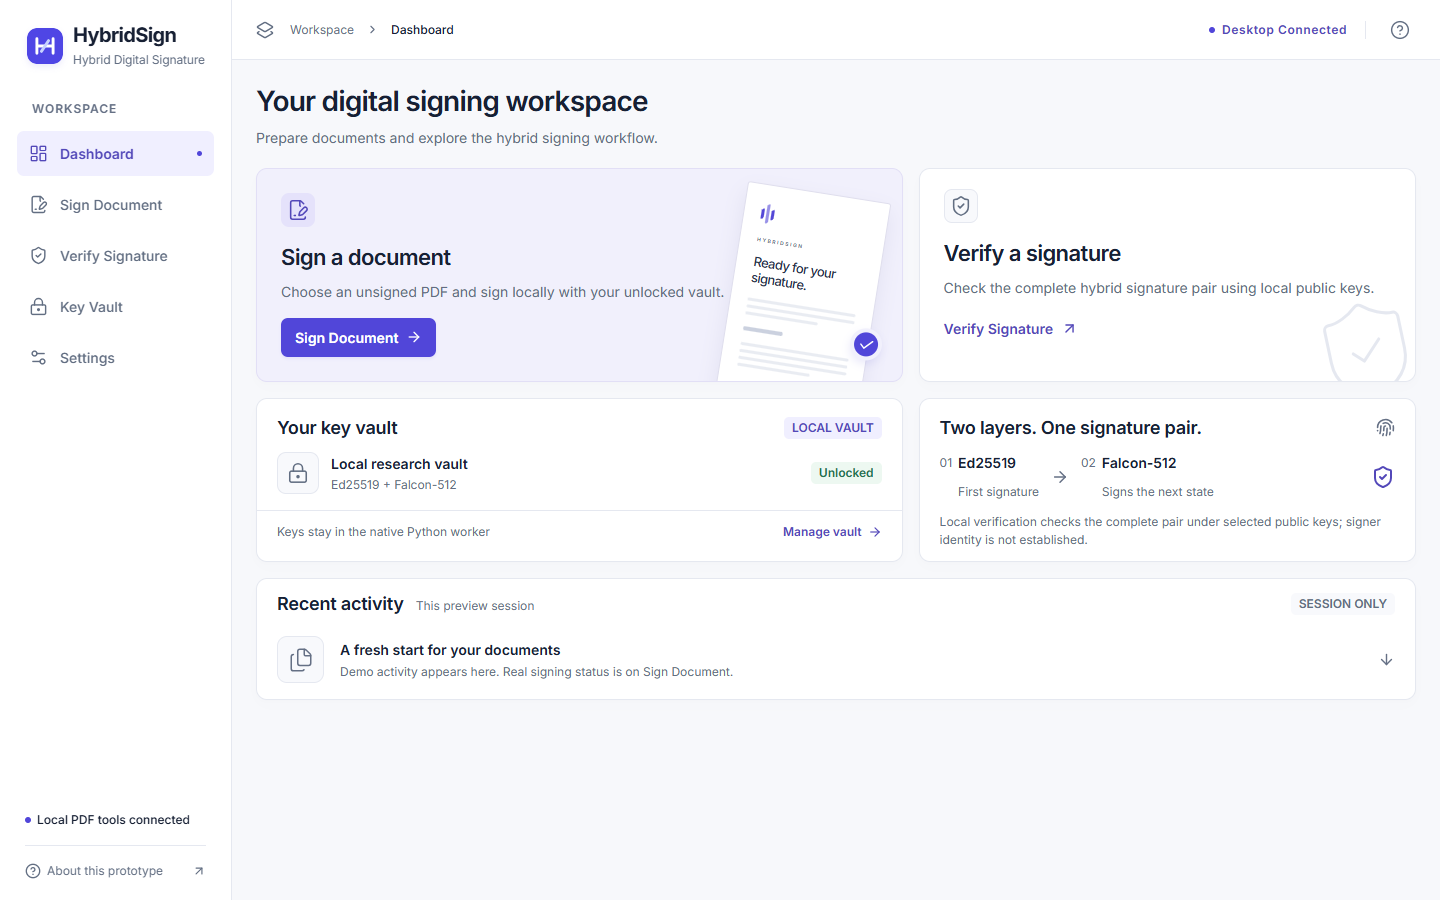 HybridSign
Hybrid Digital Signature
WORKSPACE
Dashboard
Sign Document
Verify Signature
Key Vault
Settings
Local PDF tools connected
About this prototype
Workspace > Dashboard
Desktop Connected
Your digital signing workspace
Prepare documents and explore the hybrid signing workflow.
Sign a document
Choose an unsigned PDF and sign locally with your unlocked vault.
Sign Document
HYBRIDSIGN
Ready for your
signature.
Verify a signature
Check the complete hybrid signature pair using local public keys.
Verify Signature
Your key vault
LOCAL VAULT
Local research vault
Ed25519 + Falcon-512
Unlocked
Keys stay in the native Python worker
Manage vault
Two layers. One signature pair.
01 Ed25519
First signature
02 Falcon-512
Signs the next state
Local verification checks the complete pair under selected public keys; signer
identity is not established.
Recent activity This preview session
SESSION ONLY
A fresh start for your documents
Demo activity appears here. Real signing status is on Sign Document.